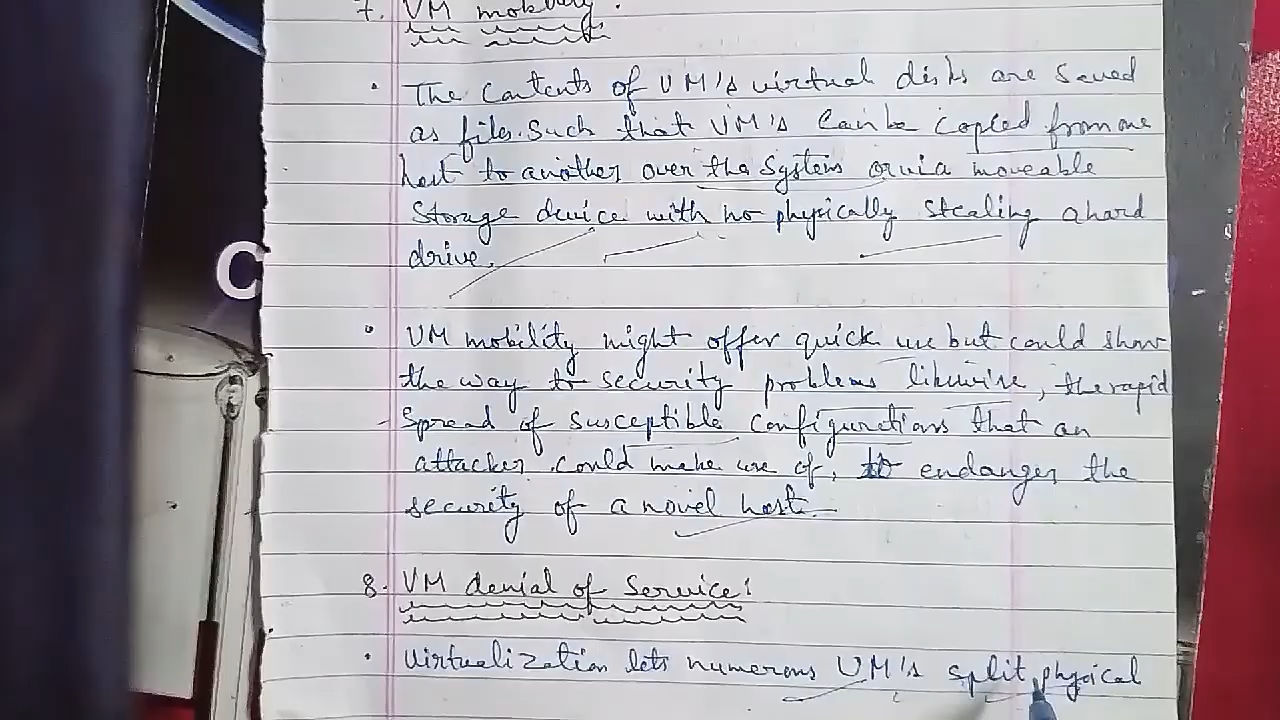 7. VM mobility:
• The contents of VM's virtual disks are saved
as files. Such that VM's can be copied from one
host to another over the system or via moveable
storage device with no physically stealing a hard
drive.
• VM mobility might offer quick use but could show
the way to security problems likewise, the rapid
spread of susceptible configurations that an
attacker could make use of, to endanger the
security of a novel host.
8. VM denial of Service:
• Virtualization lets numerous VM's split physical
C